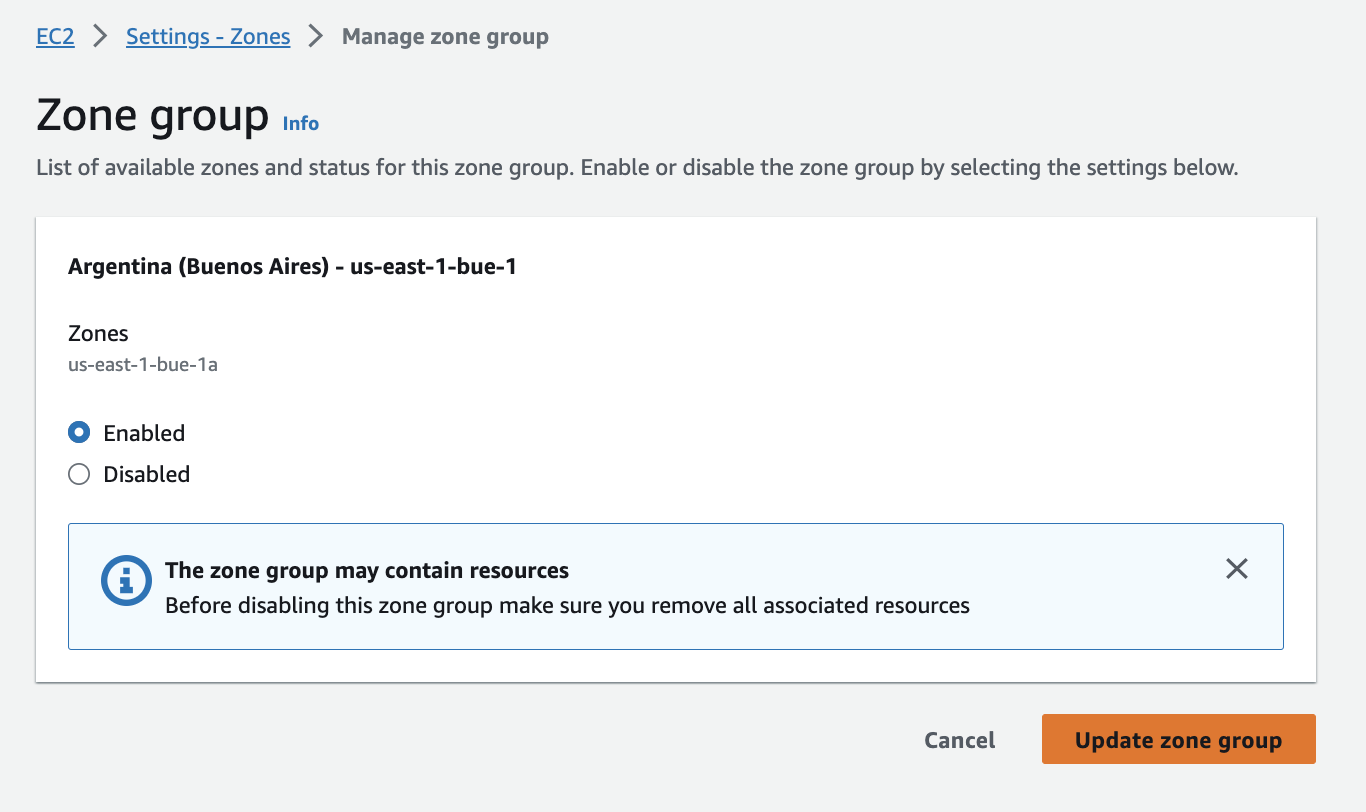 EC2 > Settings - Zones > Manage zone group
Zone group Info
List of available zones and status for this zone group. Enable or disable the zone group by selecting the settings below.
Argentina (Buenos Aires) - us-east-1-bue-1
Zones
us-east-1-bue-1a
Enabled
Disabled
The zone group may contain resources
Before disabling this zone group make sure you remove all associated resources
Cancel Update zone group